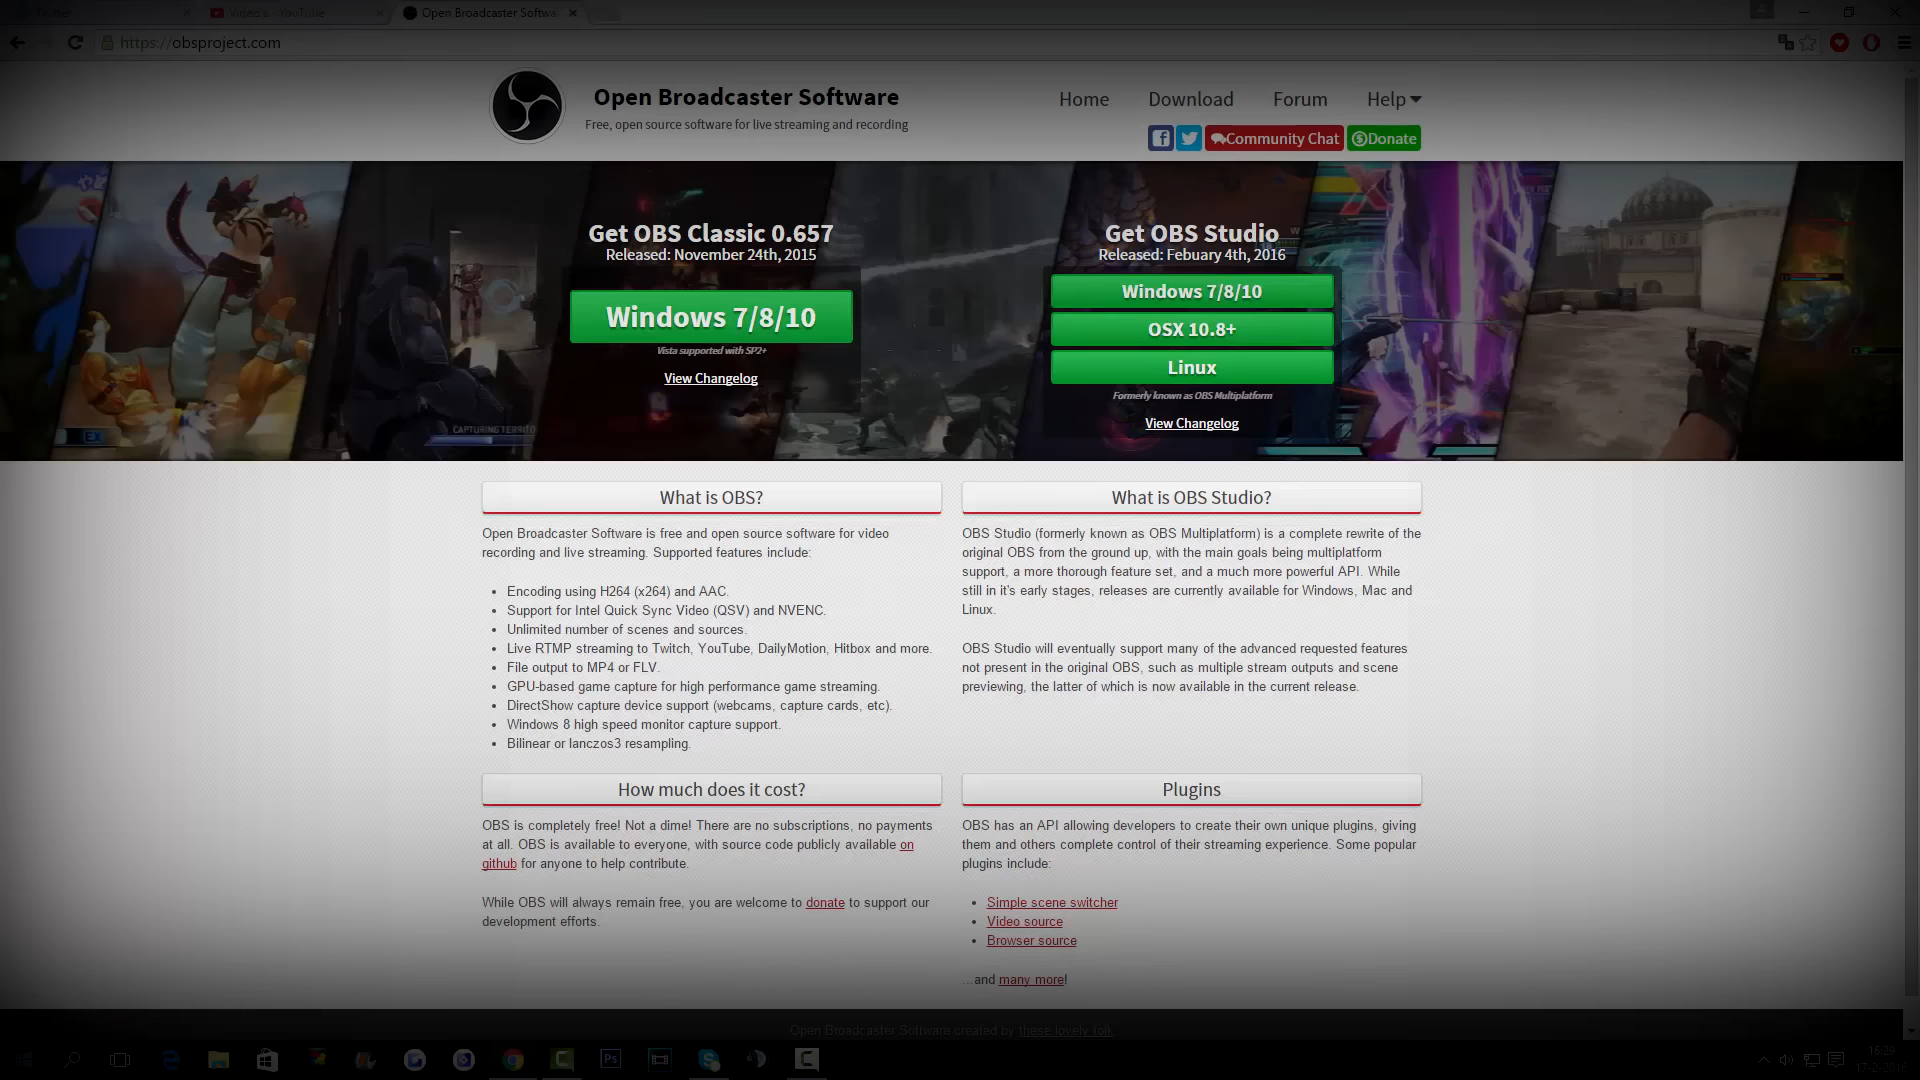 Twitter
Video's - YouTube
Open Broadcaster Softwa
https://obsproject.com
Open Broadcaster Software
Free, open source software for live streaming and recording
Home
Download
Forum
Help
Community Chat
Donate
Get OBS Classic 0.657
Released: November 24th, 2015
Windows 7/8/10
Vista supported with SP2+
View Changelog
Get OBS Studio
Released: Febuary 4th, 2016
Windows 7/8/10
OSX 10.8+
Linux
Formerly known as OBS Multiplatform
View Changelog
EX
CAPTURING TERRITO
What is OBS?
Open Broadcaster Software is free and open source software for video
recording and live streaming. Supported features include:
Encoding using H264 (x264) and AAC.
Support for Intel Quick Sync Video (QSV) and NVENC.
Unlimited number of scenes and sources.
Live RTMP streaming to Twitch, YouTube, DailyMotion, Hitbox and more.
File output to MP4 or FLV.
GPU-based game capture for high performance game streaming.
DirectShow capture device support (webcams, capture cards, etc).
Windows 8 high speed monitor capture support.
Bilinear or lanczos3 resampling.
What is OBS Studio?
OBS Studio (formerly known as OBS Multiplatform) is a complete rewrite of the
original OBS from the ground up, with the main goals being multiplatform
support, a more thorough feature set, and a much more powerful API. While
still in it's early stages, releases are currently available for Windows, Mac and
Linux.
OBS Studio will eventually support many of the advanced requested features
not present in the original OBS, such as multiple stream outputs and scene
previewing, the latter of which is now available in the current release.
How much does it cost?
OBS is completely free! Not a dime! There are no subscriptions, no payments
at all. OBS is available to everyone, with source code publicly available on
github for anyone to help contribute.
While OBS will always remain free, you are welcome to donate to support our
development efforts.
Plugins
OBS has an API allowing developers to create their own unique plugins, giving
them and others complete control of their streaming experience. Some popular
plugins include:
Simple scene switcher
Video source
Browser source
...and many more!
Open Broadcaster Software created by these lovely folk
Ps
16:29
17-2-2016